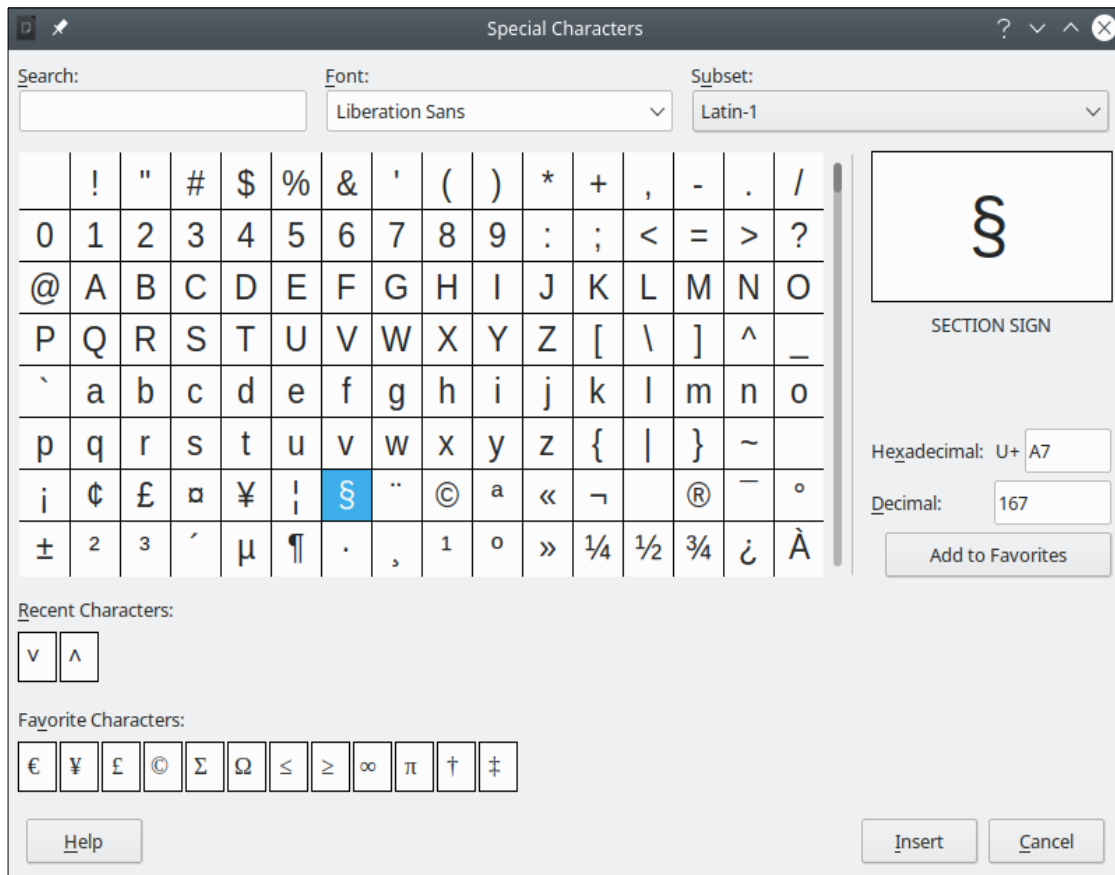 Special Characters
Search: Font: Subset:
Liberation Sans Latin-1
! " # $ % & ' ( ) * + , - . /
0 1 2 3 4 5 6 7 8 9 : ; < = > ?
@ A B C D E F G H I J K L M N O
P Q R S T U V W X Y Z [ \ ] ^ _
` a b c d e f g h i j k l m n o
p q r s t u v w x y z { | } ~
¡ ¢ £ ¤ ¥ ¦ § ¨ © ª « ¬ ® ¯ °
± ² ³ ´ µ ¶ · ¸ ¹ º » ¼ ½ ¾ ¿ À
§
SECTION SIGN
Hexadecimal: U+ A7
Decimal: 167
Add to Favorites
Recent Characters:
˅ ˄
Favorite Characters:
€ ¥ £ © Σ Ω ≤ ≥ ∞ π † ‡
Help Insert Cancel